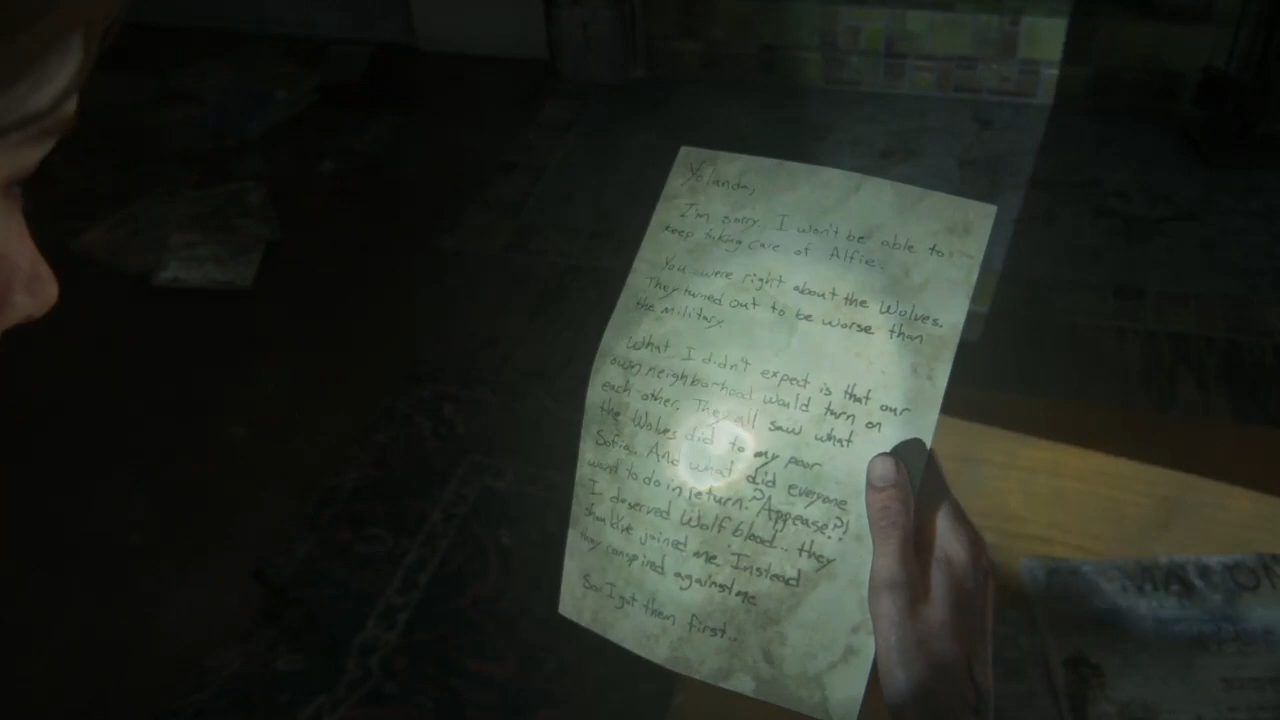 Yolanda,
I'm sorry. I won't be able to
keep taking care of Alfie.
You were right about the Wolves.
They turned out to be worse than
the military.
What I didn't expect is that our
own neighborhood would turn on
each other. They all saw what
the Wolves did to my poor
Sofia. And what did everyone
want to do in return? Appease?!
I deserved Wolf blood... they
should've joined me. Instead
they conspired against me
So I got them first...